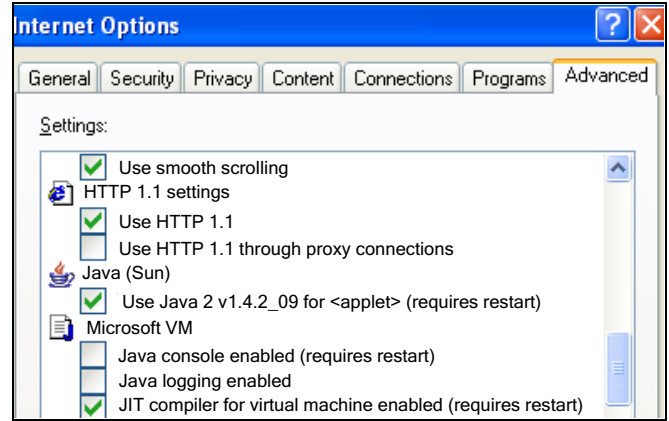 Internet Options
General Security Privacy Content Connections Programs Advanced
Settings:
Use smooth scrolling
HTTP 1.1 settings
Use HTTP 1.1
Use HTTP 1.1 through proxy connections
Java (Sun)
Use Java 2 v1.4.2_09 for <applet> (requires restart)
Microsoft VM
Java console enabled (requires restart)
Java logging enabled
JIT compiler for virtual machine enabled (requires restart)